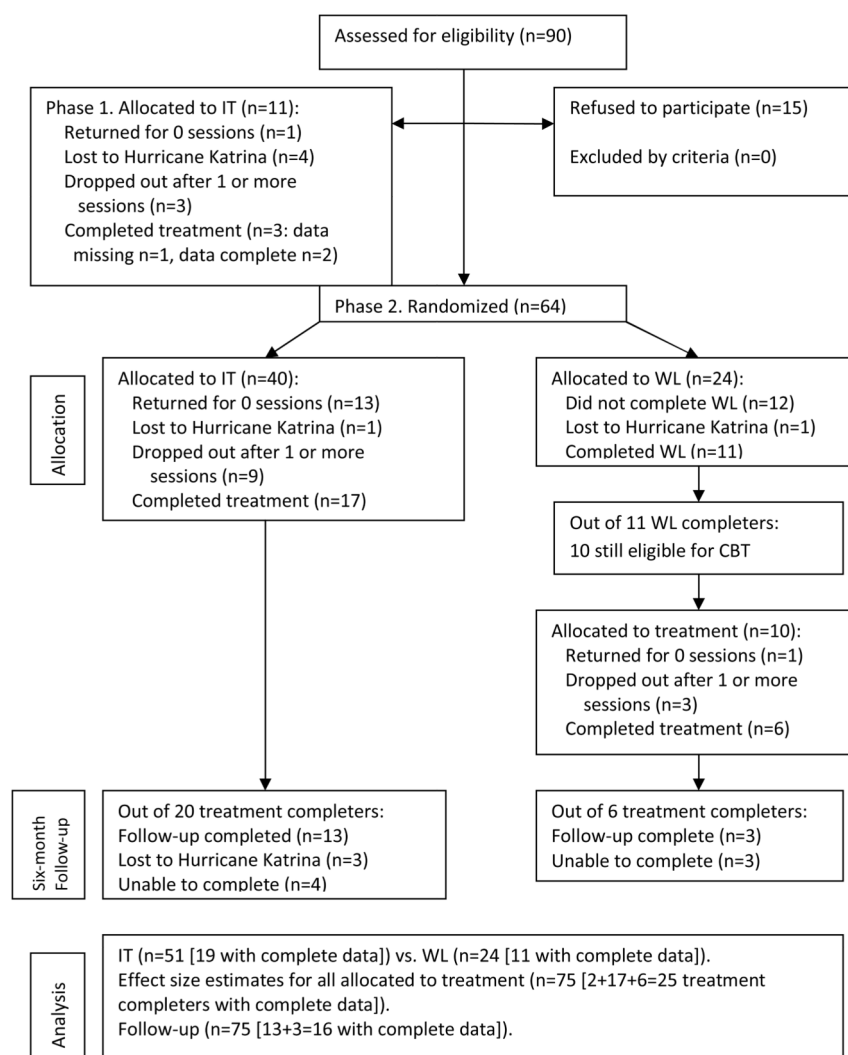 Assessed for eligibility (n=90)
Phase 1. Allocated to IT (n=11):
Returned for 0 sessions (n=1)
Lost to Hurricane Katrina (n=4)
Dropped out after 1 or more
sessions (n=3)
Completed treatment (n=3: data
missing n=1, data complete n=2)
Refused to participate (n=15)
Excluded by criteria (n=0)
Phase 2. Randomized (n=64)
Allocation
Allocated to IT (n=40):
Returned for 0 sessions (n=13)
Lost to Hurricane Katrina (n=1)
Dropped out after 1 or more
sessions (n=9)
Completed treatment (n=17)
Allocated to WL (n=24):
Did not complete WL (n=12)
Lost to Hurricane Katrina (n=1)
Completed WL (n=11)
Out of 11 WL completers:
10 still eligible for CBT
Allocated to treatment (n=10):
Returned for 0 sessions (n=1)
Dropped out after 1 or more
sessions (n=3)
Completed treatment (n=6)
Six-month
Follow-up
Out of 20 treatment completers:
Follow-up completed (n=13)
Lost to Hurricane Katrina (n=3)
Unable to complete (n=4)
Out of 6 treatment completers:
Follow-up complete (n=3)
Unable to complete (n=3)
Analysis
IT (n=51 [19 with complete data]) vs. WL (n=24 [11 with complete data]).
Effect size estimates for all allocated to treatment (n=75 [2+17+6=25 treatment
completers with complete data]).
Follow-up (n=75 [13+3=16 with complete data]).